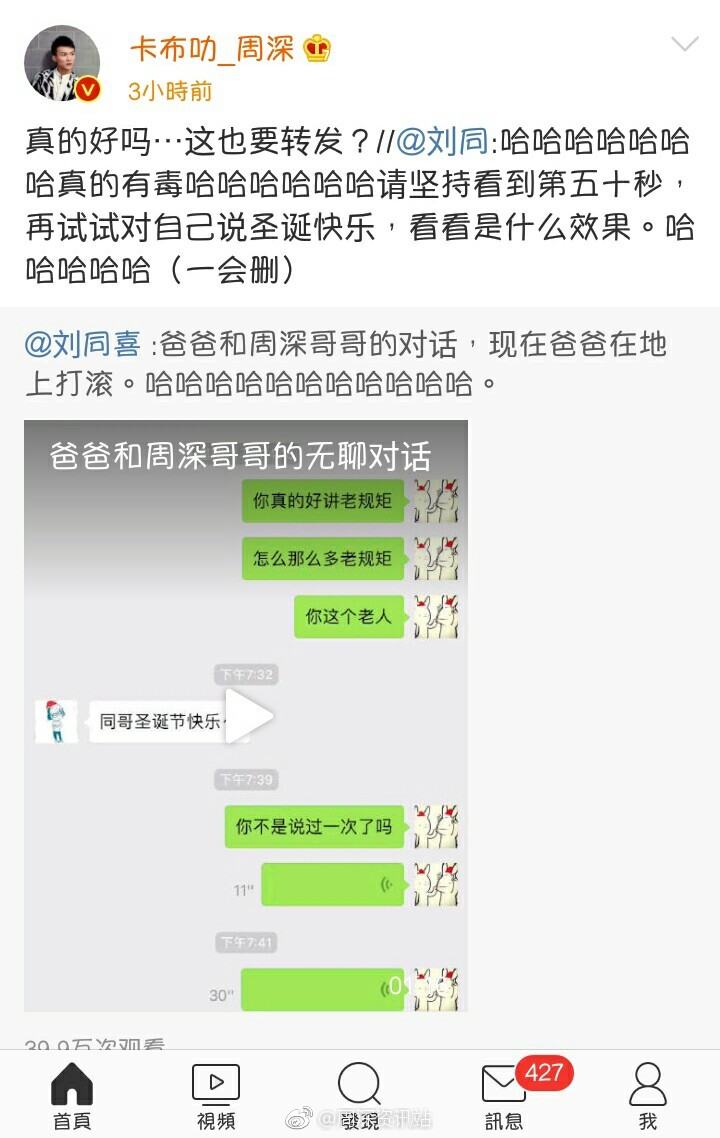 卡布叻_周深
3小時前
真的好吗…这也要转发？//@刘同:哈哈哈哈哈哈哈
哈真的有毒哈哈哈哈哈哈请坚持看到第五十秒，
再试试对自己说圣诞快乐，看看是什么效果。哈
哈哈哈哈（一会删）
@刘同喜 :爸爸和周深哥哥的对话，现在爸爸在地
上打滚。哈哈哈哈哈哈哈哈哈哈哈。
爸爸和周深哥哥的无聊对话
你真的好讲老规矩
怎么那么多老规矩
你这个老人
下午7:32
同哥圣诞节快乐
下午7:39
你不是说过一次了吗
11"
下午7:41
30"
39.9万次观看
427
首頁
視頻
發現
訊息
我